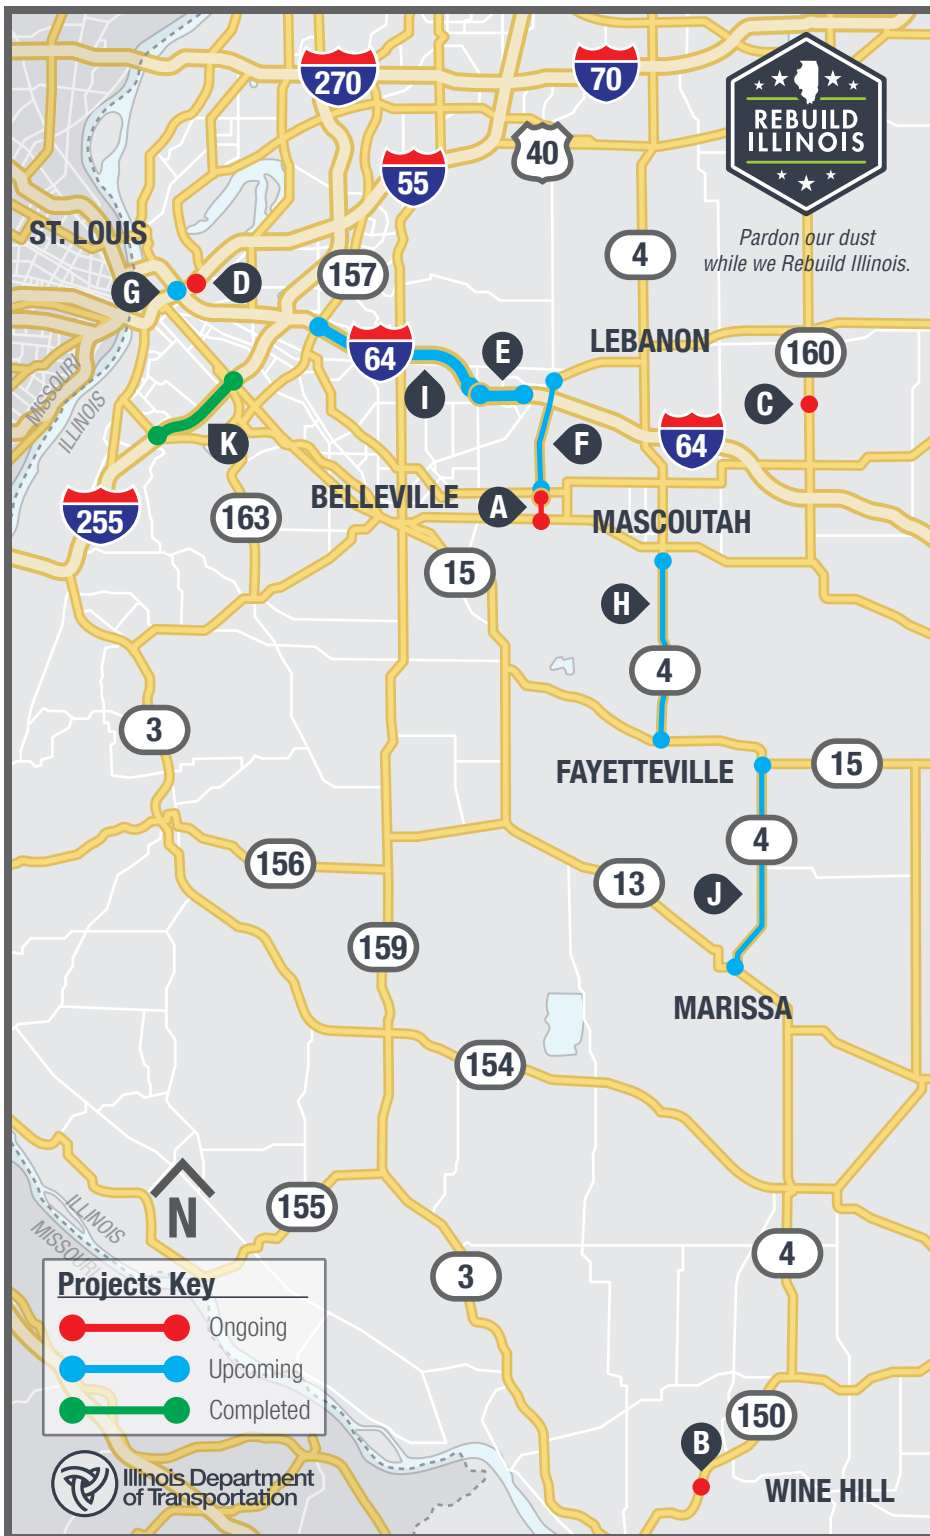 270
70
REBUILD
ILLINOIS
40
55
ST. LOUIS
Pardon our dust
while we Rebuild Illinois.
4
157
G
D
LEBANON
160
64
E
I
C
MISSOURI
ILLINOIS
K
F
64
BELLEVILLE
A
255
163
MASCOUTAH
15
H
4
3
FAYETTEVILLE
15
4
156
13
J
159
MARISSA
154
N
155
ILLINOIS
MISSOURI
4
3
Projects Key
Ongoing
Upcoming
Completed
150
B
Illinois Department
of Transportation
WINE HILL